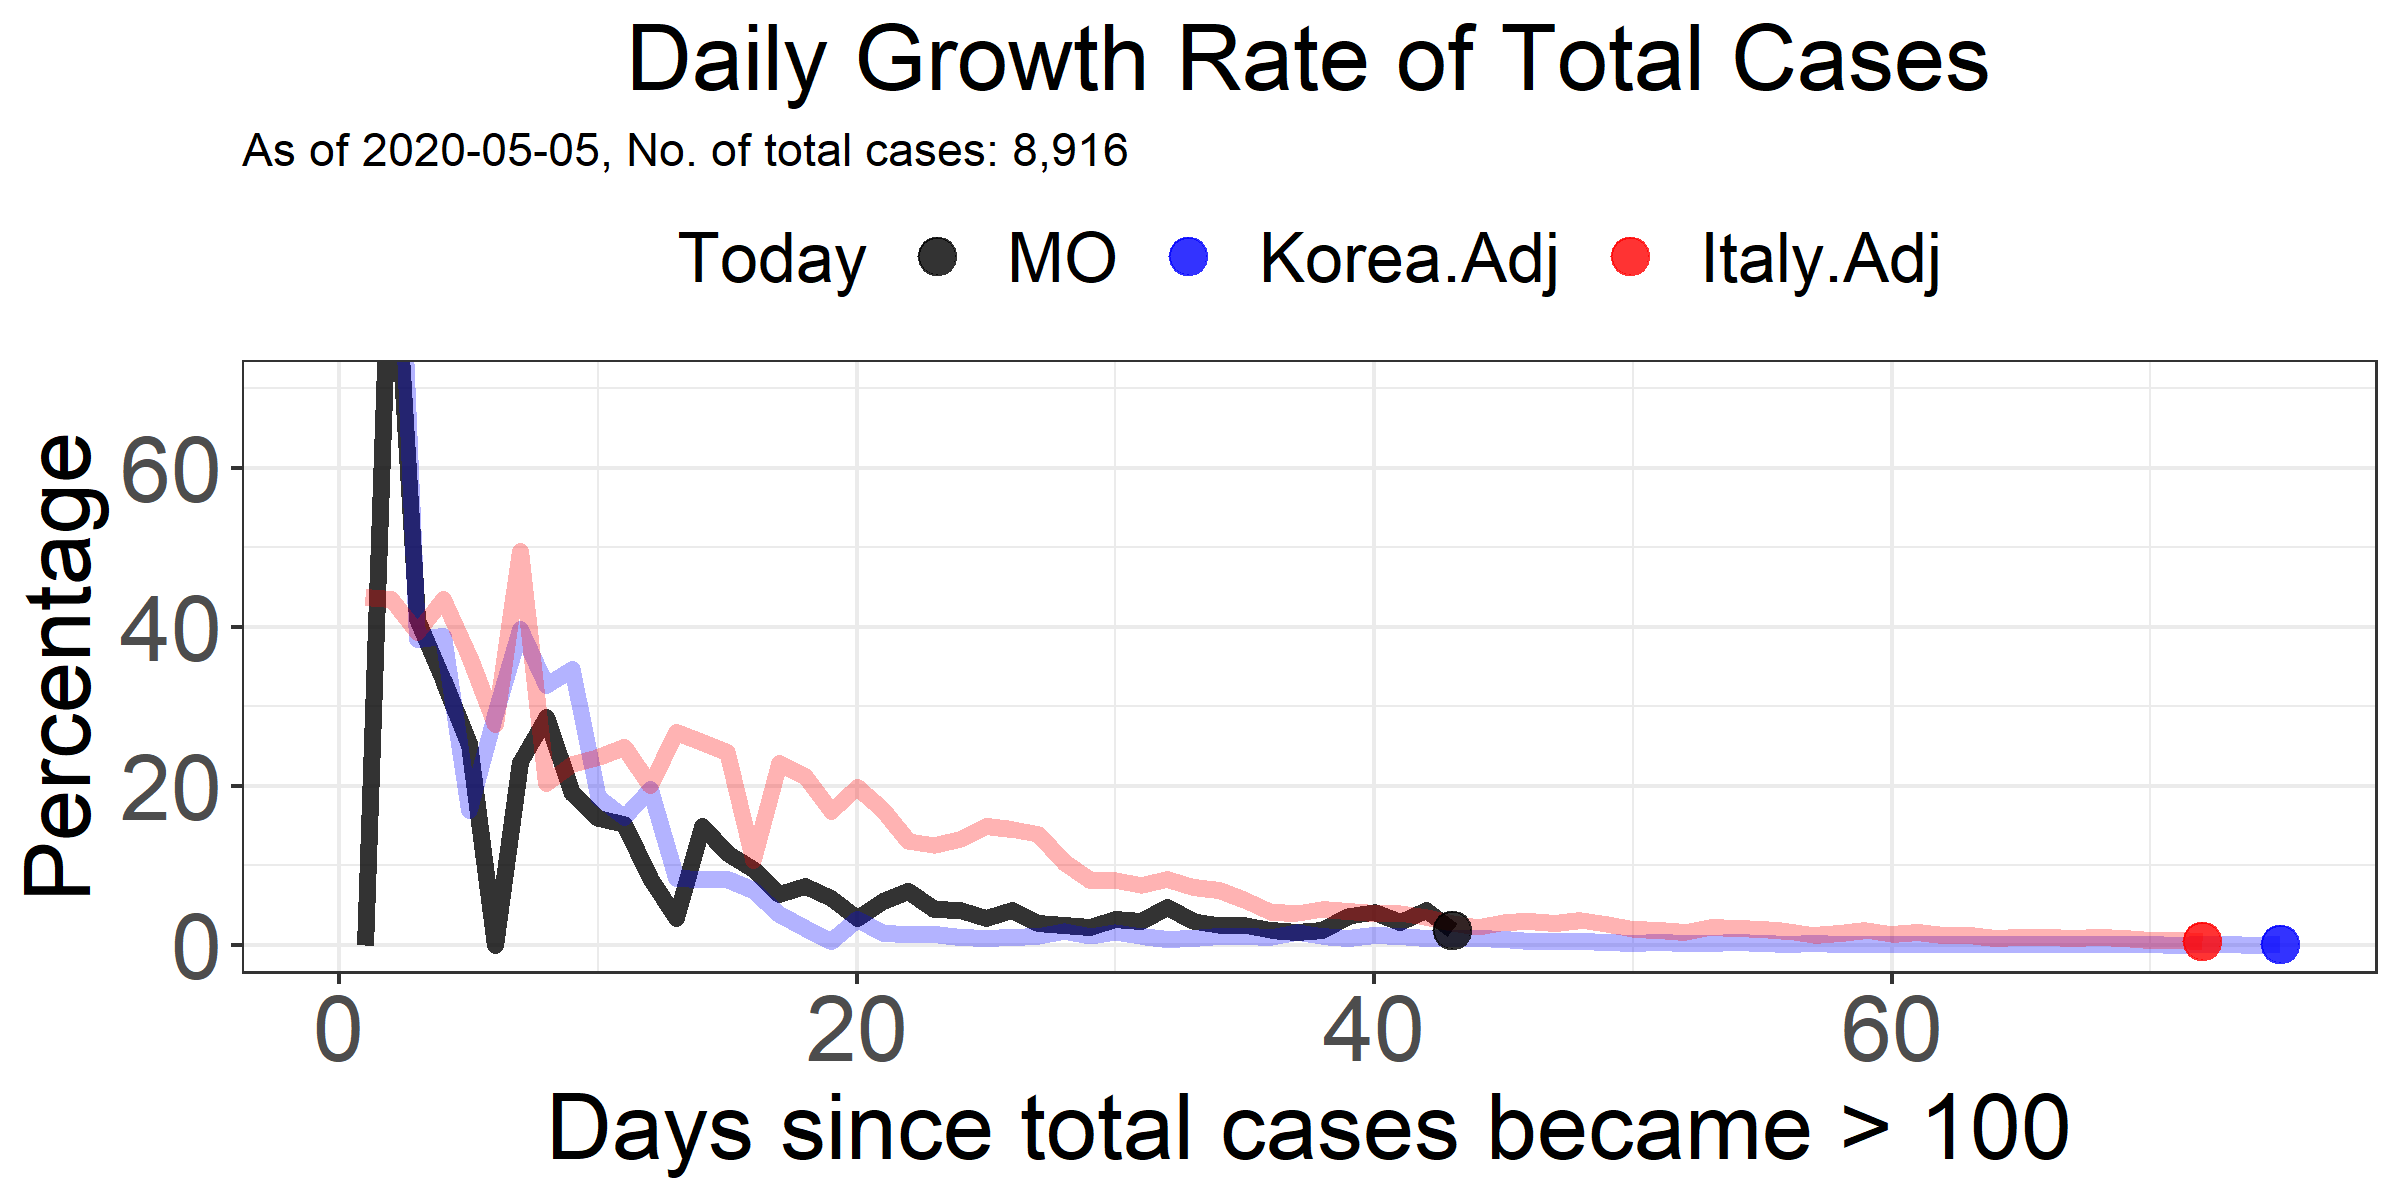 Daily Growth Rate of Total Cases
As of 2020-05-05, No. of total cases: 8,916
Today MO Korea.Adj Italy.Adj
Percentage
60
40
20
0
0 20 40 60
Days since total cases became > 100